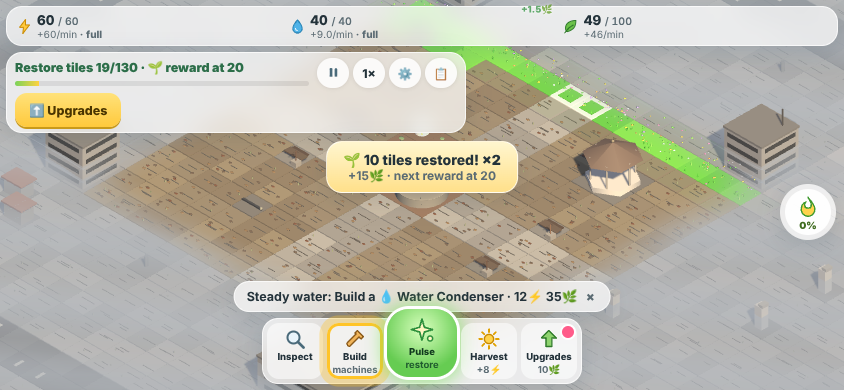 +1.5🌿
60 / 60
+60/min · full
40 / 40
+9.0/min · full
49 / 100
+46/min
Restore tiles 19/130 · 🌱 reward at 20
1×
⬆️ Upgrades
🌱 10 tiles restored! ×2
+15🌿 · next reward at 20
0%
Steady water: Build a 💧 Water Condenser · 12⚡ 35🌿 ×
Inspect
Build
machines
Pulse
restore
Harvest
+8⚡
Upgrades
10🌿